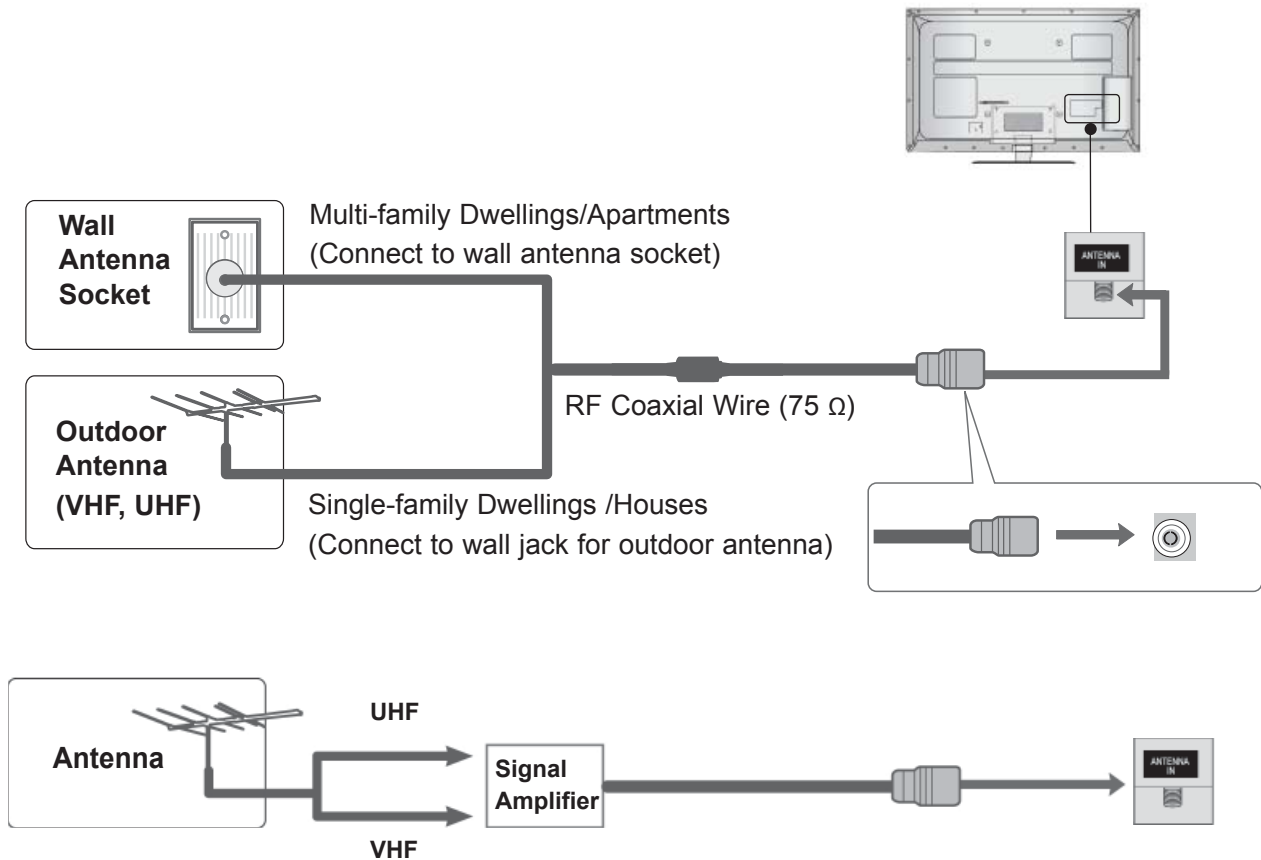 Wall
Antenna
Socket
Multi-family Dwellings/Apartments
(Connect to wall antenna socket)
ANTENNA
IN
RF Coaxial Wire (75 Ω)
Outdoor
Antenna
(VHF, UHF)
Single-family Dwellings /Houses
(Connect to wall jack for outdoor antenna)
Antenna
UHF
VHF
Signal
Amplifier
ANTENNA
IN